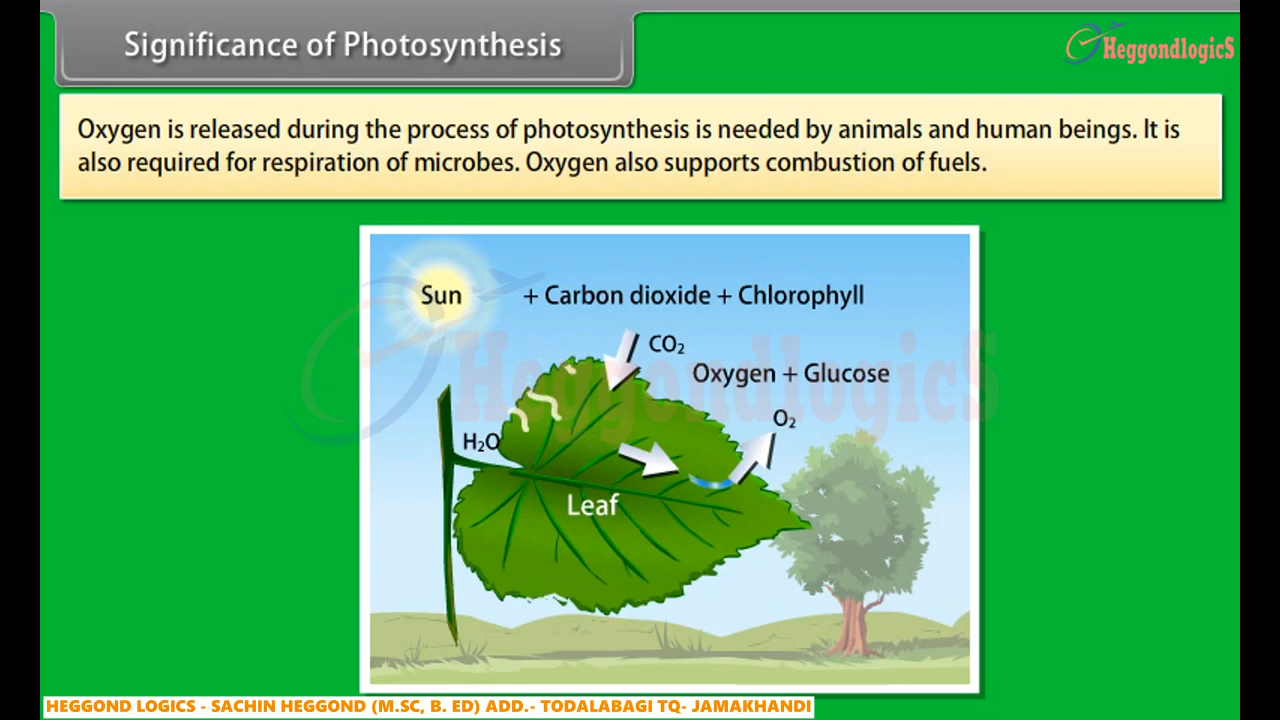 Significance of Photosynthesis
HeggondlogicS
Oxygen is released during the process of photosynthesis is needed by animals and human beings. It is
also required for respiration of microbes. Oxygen also supports combustion of fuels.
Sun + Carbon dioxide + Chlorophyll
CO₂
Oxygen + Glucose
HeggondlogicS
O₂
H₂O
Leaf
HEGGOND LOGICS - SACHIN HEGGOND (M.SC, B. ED) ADD.- TODALABAGI TQ- JAMAKHANDI